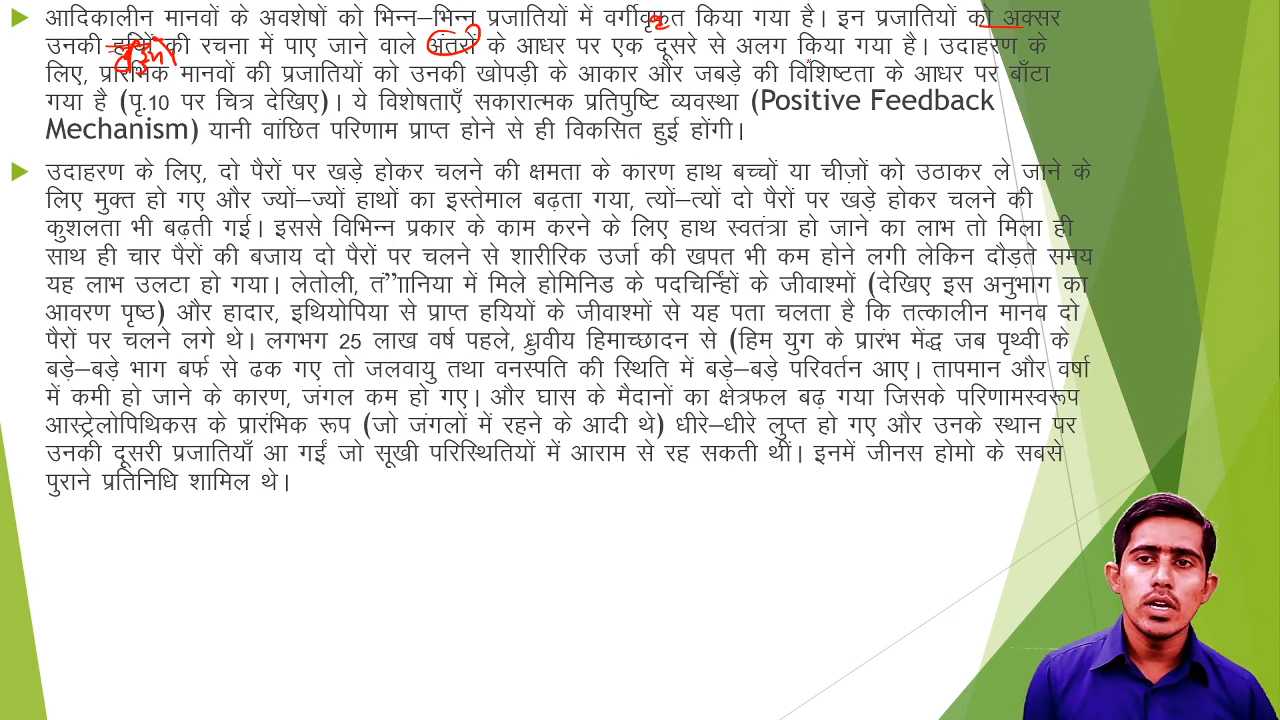 आदिकालीन मानवों के अवशेषों को भिन्न–भिन्न प्रजातियों में वर्गीकृत किया गया है। इन प्रजातियों को अक्सर
उनकी की रचना में पाए जाने वाले अंतरों के आधर पर एक दूसरे से अलग किया गया है। उदाहरण के
लिए, प्रारंभिक मानवों की प्रजातियों को उनकी खोपड़ी के आकार और जबड़े की विशिष्टता के आधर पर बाँटा
गया है (पृ.10 पर चित्र देखिए)। ये विशेषताएँ सकारात्मक प्रतिपुष्टि व्यवस्था (Positive Feedback
Mechanism) यानी वांछित परिणाम प्राप्त होने से ही विकसित हुई होंगी।
उदाहरण के लिए, दो पैरों पर खड़े होकर चलने की क्षमता के कारण हाथ बच्चों या चीज़ों को उठाकर ले जाने के
लिए मुक्त हो गए और ज्यों–ज्यों हाथों का इस्तेमाल बढ़ता गया, त्यों–त्यों दो पैरों पर खड़े होकर चलने की
कुशलता भी बढ़ती गई। इससे विभिन्न प्रकार के काम करने के लिए हाथ स्वतंत्रा हो जाने का लाभ तो मिला ही
साथ ही चार पैरों की बजाय दो पैरों पर चलने से शारीरिक उर्जा की खपत भी कम होने लगी लेकिन दौड़ते समय
यह लाभ उलटा हो गया। लेतोली, तं”ाानिया में मिले होमिनिड के पदचिर्न्हिों के जीवाश्मों (देखिए इस अनुभाग का
आवरण पृष्ठ) और हादार, इथियोपिया से प्राप्त हयियों के जीवाश्मों से यह पता चलता है कि तत्कालीन मानव दो
पैरों पर चलने लगे थे। लगभग 25 लाख वर्ष पहले, ध्रुवीय हिमाच्छादन से (हिम युग के प्रारंभ मेंद्ध जब पृथ्वी के
बड़े–बड़े भाग बर्फ से ढक गए तो जलवायु तथा वनस्पति की स्थिति में बड़े–बड़े परिवर्तन आए। तापमान और वर्षा
में कमी हो जाने के कारण, जंगल कम हो गए। और घास के मैदानों का क्षेत्रफल बढ़ गया जिसके परिणामस्वरूप
आस्ट्रेलोपिथिकस के प्रारंभिक रूप (जो जंगलों में रहने के आदी थे) धीरे–धीरे लुप्त हो गए और उनके स्थान पर
उनकी दूसरी प्रजातियाँ आ गईं जो सूखी परिस्थितियों में आराम से रह सकती थीं। इनमें जीनस होमो के सबसे
पुराने प्रतिनिधि शामिल थे।